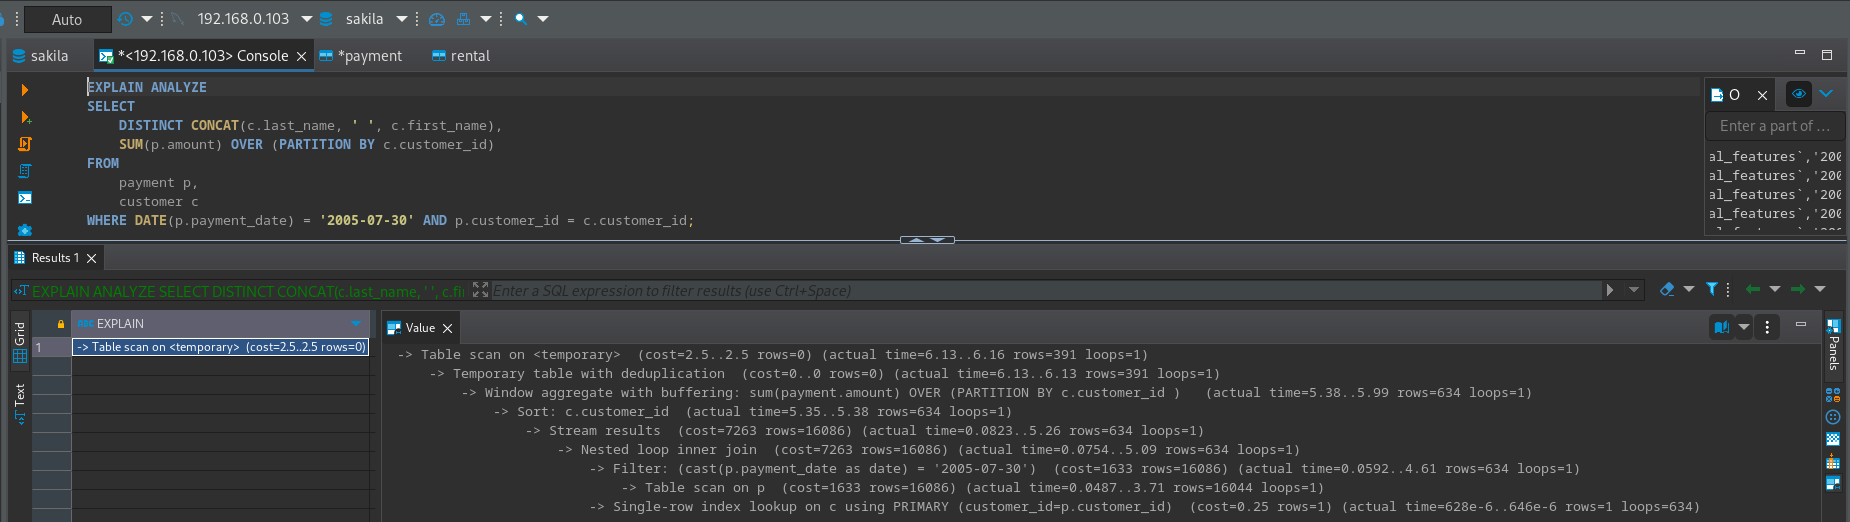 Auto 192.168.0.103 sakila
sakila *<192.168.0.103> Console *payment rental
EXPLAIN ANALYZE
SELECT
DISTINCT CONCAT(c.last_name, ' ', c.first_name),
SUM(p.amount) OVER (PARTITION BY c.customer_id)
FROM
payment p,
customer c
WHERE DATE(p.payment_date) = '2005-07-30' AND p.customer_id = c.customer_id;
O
Enter a part of ...
al_features`,'200
al_features`,'200
al_features`,'200
al_features`,'200
Results 1
EXPLAIN ANALYZE SELECT DISTINCT CONCAT(c.last_name, ' ', c.fi
Enter a SQL expression to filter results (use Ctrl+Space)
Grid
Text
ABC EXPLAIN
1 -> Table scan on <temporary> (cost=2.5..2.5 rows=0)
Value
-> Table scan on <temporary>  (cost=2.5..2.5 rows=0) (actual time=6.13..6.16 rows=391 loops=1)
-> Temporary table with deduplication  (cost=0..0 rows=0) (actual time=6.13..6.13 rows=391 loops=1)
-> Window aggregate with buffering: sum(payment.amount) OVER (PARTITION BY c.customer_id )   (actual time=5.38..5.99 rows=634 loops=1)
-> Sort: c.customer_id  (actual time=5.35..5.38 rows=634 loops=1)
-> Stream results  (cost=7263 rows=16086) (actual time=0.0823..5.26 rows=634 loops=1)
-> Nested loop inner join  (cost=7263 rows=16086) (actual time=0.0754..5.09 rows=634 loops=1)
-> Filter: (cast(p.payment_date as date) = '2005-07-30')  (cost=1633 rows=16086) (actual time=0.0592..4.61 rows=634 loops=1)
-> Table scan on p  (cost=1633 rows=16086) (actual time=0.0487..3.71 rows=16044 loops=1)
-> Single-row index lookup on c using PRIMARY (customer_id=p.customer_id)  (cost=0.25 rows=1) (actual time=628e-6..646e-6 rows=1 loops=634)
Panels